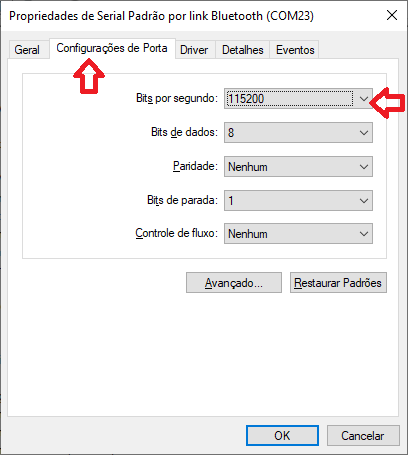 Propriedades de Serial Padrão por link Bluetooth (COM23)
Geral Configurações de Porta Driver Detalhes Eventos
Bits por segundo: 115200
Bits de dados: 8
Paridade: Nenhum
Bits de parada: 1
Controle de fluxo: Nenhum
Avançado... Restaurar Padrões
OK Cancelar